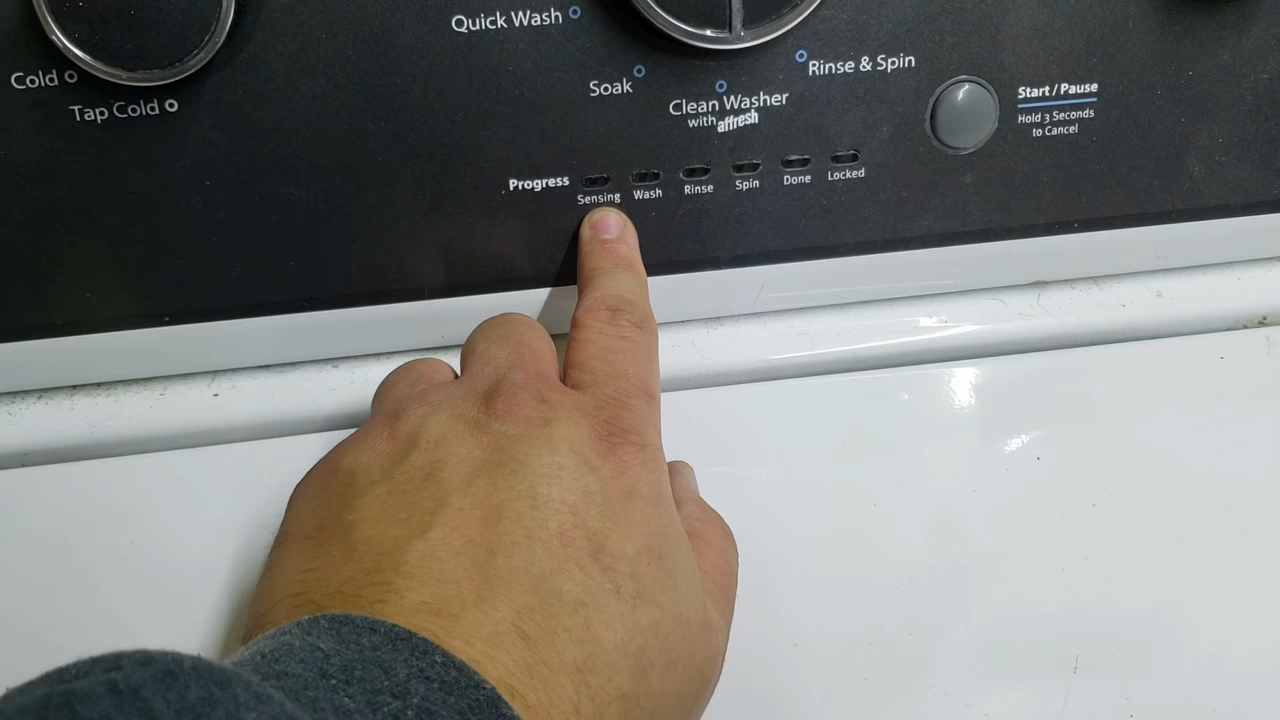 Quick Wash
Cold
Tap Cold
Soak
Clean Washer
with affresh
Rinse & Spin
Start / Pause
Hold 3 Seconds
to Cancel
Progress
Sensing
Wash
Rinse
Spin
Done
Locked